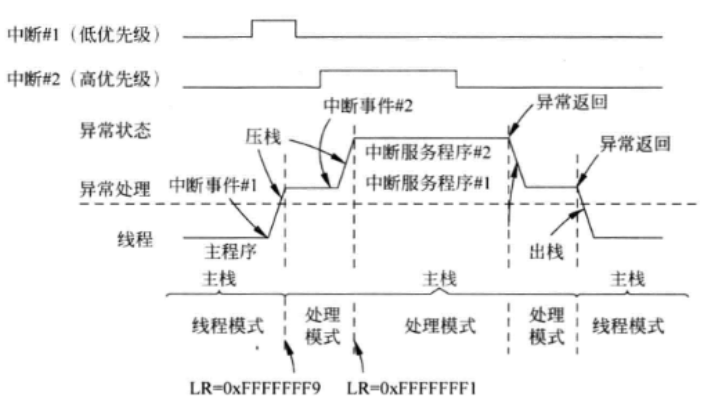 中断#1（低优先级）
中断#2（高优先级）
中断事件#2
异常返回
异常状态
压栈
中断服务程序#2
异常返回
异常处理
中断事件#1
中断服务程序#1
线程
主程序
出栈
主栈
主栈
主栈
线程模式
处理
模式
处理模式
处理
模式
线程模式
LR=0xFFFFFFF9
LR=0xFFFFFFF1